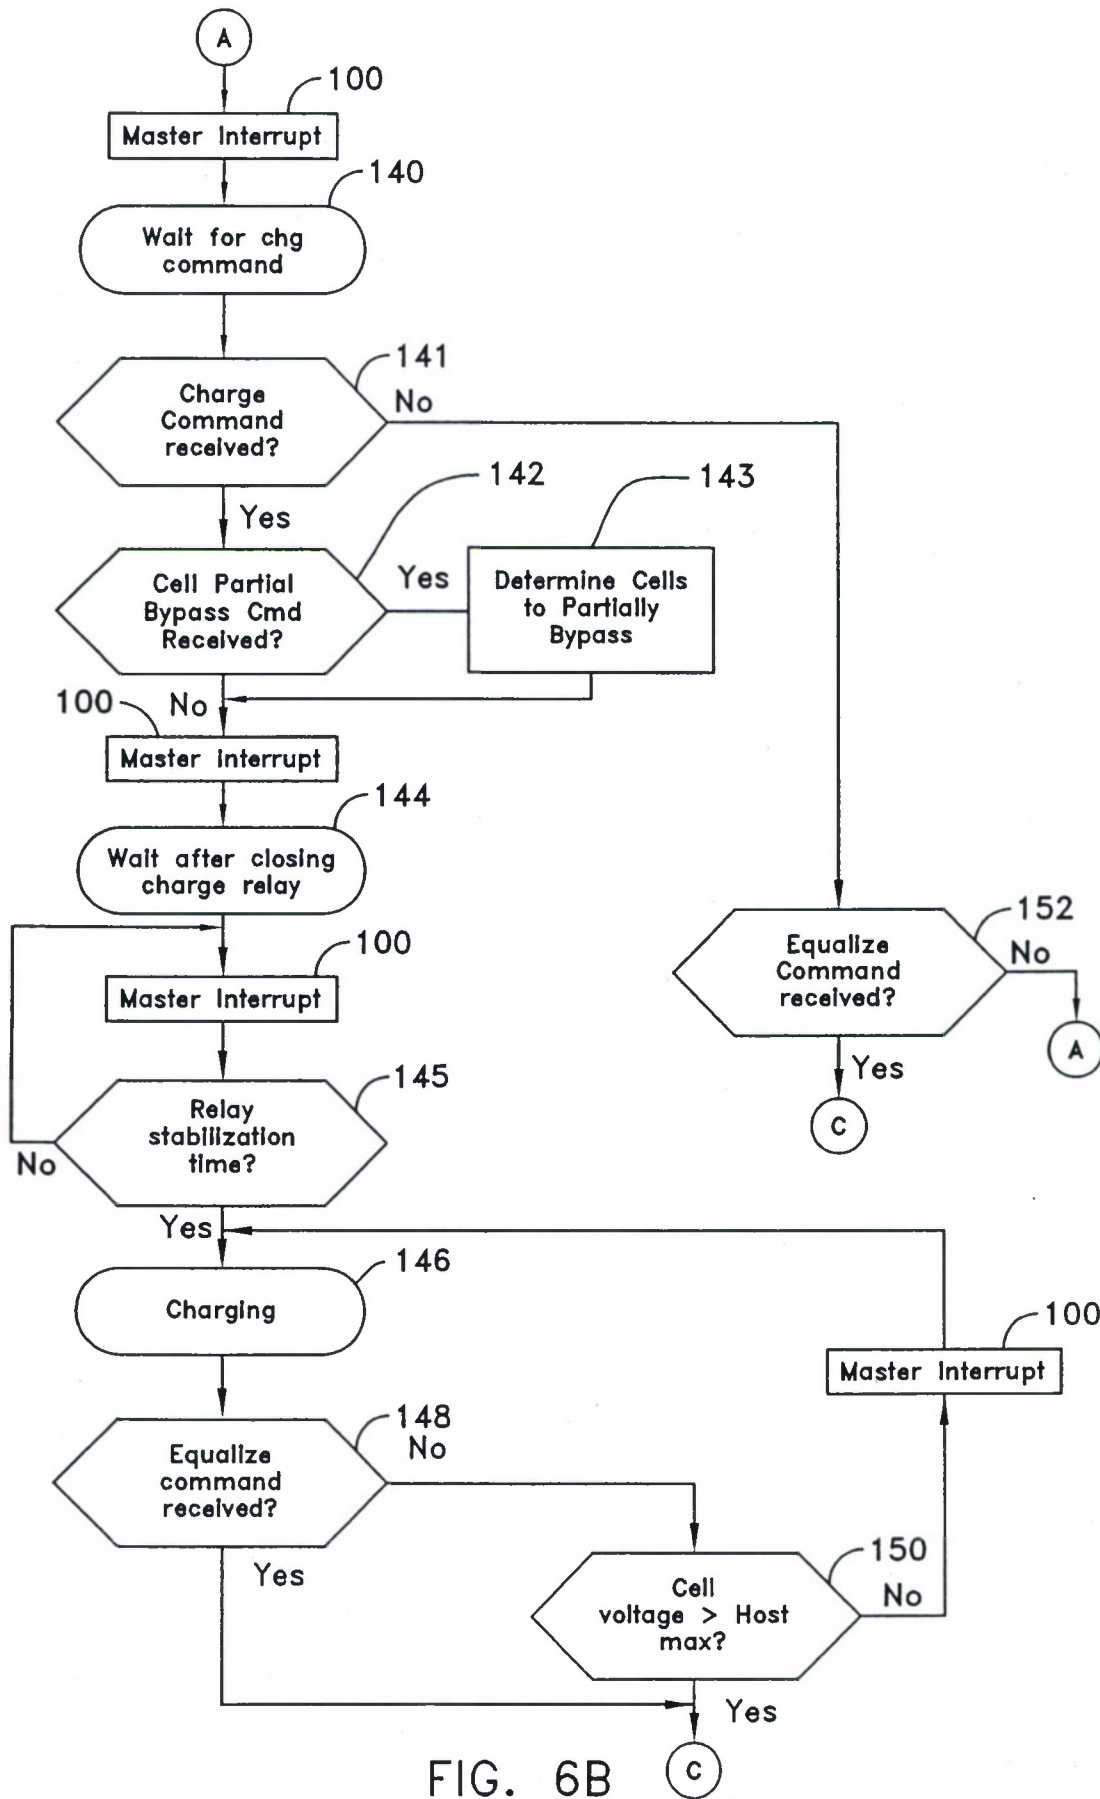 A
100
Master Interrupt
140
Wait for chg
command
141
Charge
Command
received?
No
Yes
142
143
Cell Partial
Bypass Cmd
Received?
Yes
Determine Cells
to Partially
Bypass
100
No
Master Interrupt
144
Wait after closing
charge relay
100
Master Interrupt
152
Equalize
Command
received?
No
A
Yes
C
145
Relay
stabilization
time?
No
Yes
146
Charging
100
Master Interrupt
148
Equalize
command
received?
No
Yes
150
Cell
voltage > Host
max?
No
Yes
C
FIG. 6B